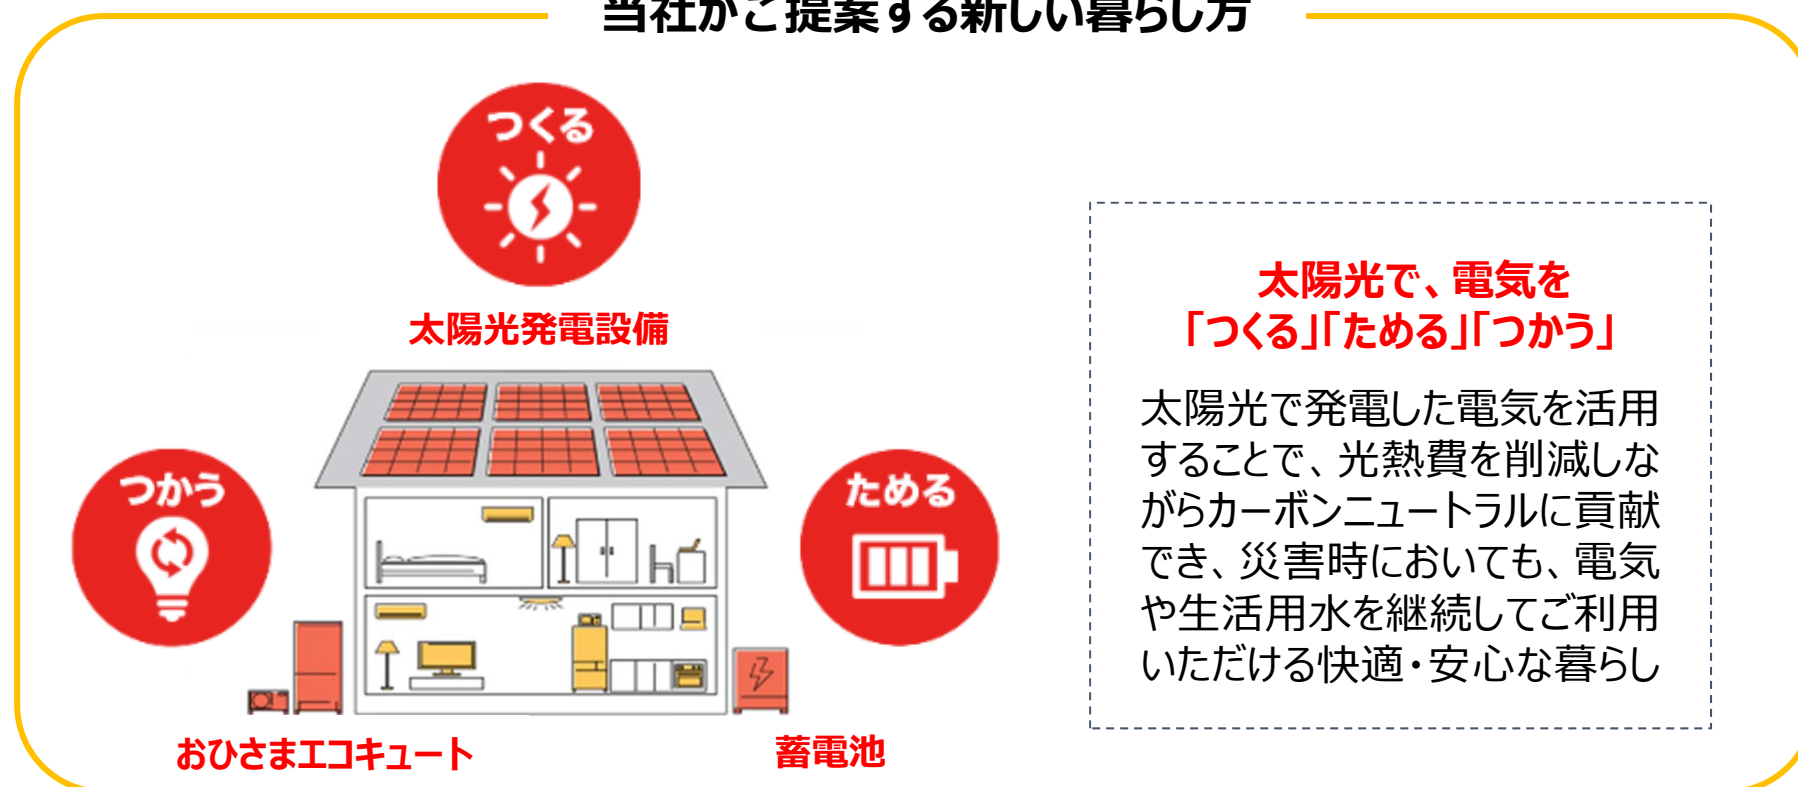 当社がご提案する新しい暮らし方
つくる
太陽光発電設備
つかう
ためる
おひさまエコキュート
蓄電池
太陽光で、電気を
「つくる」「ためる」「つかう」
太陽光で発電した電気を活用
することで、光熱費を削減しな
がらカーボンニュートラルに貢献
でき、災害時においても、電気
や生活用水を継続してご利用
いただける快適・安心な暮らし